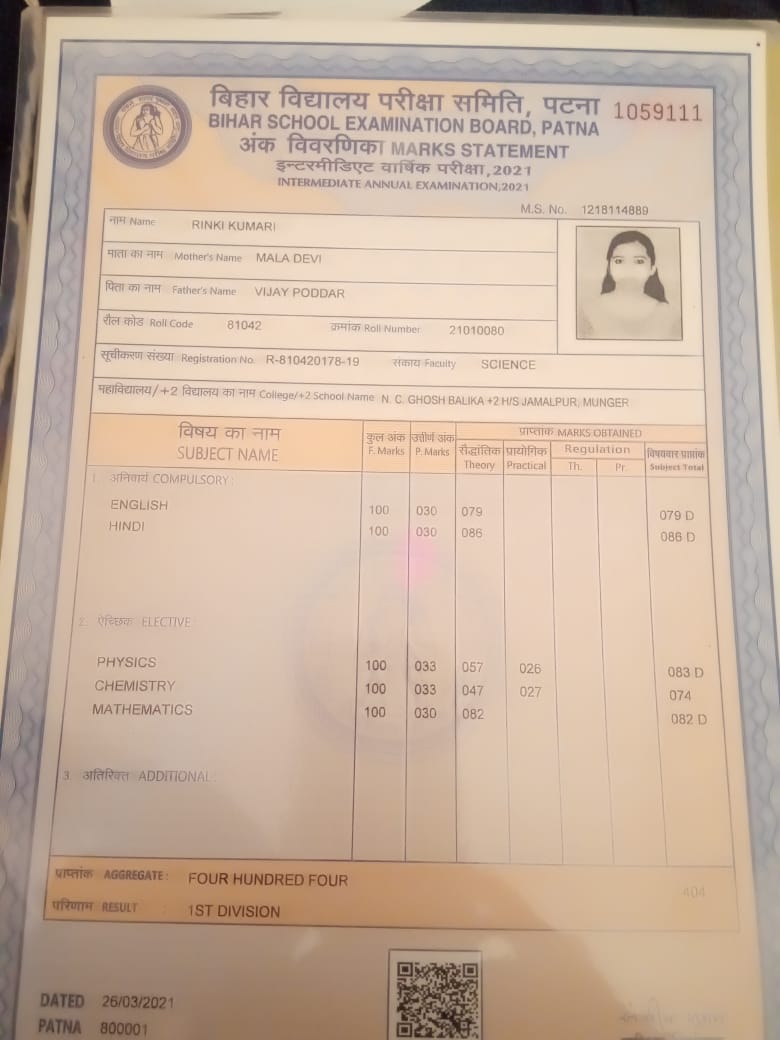 बिहार विद्यालय परीक्षा समिति, पटना 1059111
BIHAR SCHOOL EXAMINATION BOARD, PATNA
अंक विवरणिका MARKS STATEMENT
इन्टरमीडिएट वार्षिक परीक्षा,2021
INTERMEDIATE ANNUAL EXAMINATION,2021
M.S. No. 1218114889
नाम Name RINKI KUMARI
माता का नाम Mother's Name MALA DEVI
पिता का नाम Father's Name VIJAY PODDAR
रौल कोड Roll Code 81042 क्रमांक Roll Number 21010080
सूचीकरण संख्या Registration No. R-810420178-19 संकाय Faculty SCIENCE
महाविद्यालय/+2 विद्यालय का नाम College/+2 School Name N. C. GHOSH BALIKA +2 H/S JAMALPUR, MUNGER
विषय का नाम कुल अंक उत्तीर्ण अंक प्राप्तांक MARKS OBTAINED
SUBJECT NAME F. Marks P. Marks सैद्धांतिक प्रायोगिक Regulation विषयवार प्राप्तांक
Theory Practical Th. Pr. Subject Total
1. अनिवार्य COMPULSORY:
ENGLISH 100 030 079 079 D
HINDI 100 030 086 086 D
2. ऐच्छिक ELECTIVE:
PHYSICS 100 033 057 026 083 D
CHEMISTRY 100 033 047 027 074
MATHEMATICS 100 030 082 082 D
3. अतिरिक्त ADDITIONAL:
प्राप्तांक AGGREGATE: FOUR HUNDRED FOUR 404
परिणाम RESULT : 1ST DIVISION
DATED 26/03/2021
PATNA 800001